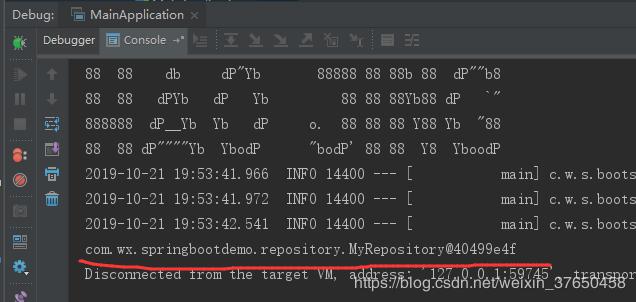 Debug: MainApplication
Debugger Console
88 88 db dP"Yb 88888 88 88b 88 dP""b8
88 88 dPYb dP Yb 88 88 88Yb88 dP `"
888888 dP__Yb Yb dP o. 88 88 88 Y88 Yb "88
88 88 dP""""Yb YbodP "bodP' 88 88 Y8 YboodP
2019-10-21 19:53:41.966 INFO 14400 --- [ main] c.w.s.boots
2019-10-21 19:53:41.972 INFO 14400 --- [ main] c.w.s.boots
2019-10-21 19:53:42.541 INFO 14400 --- [ main] c.w.s.boots
com.wx.springbootdemo.repository.MyRepository@40499e4f
Disconnected from the target VM, address: '127.0.0.1:59745' transpor
https://blog.csdn.net/weixin_37650458